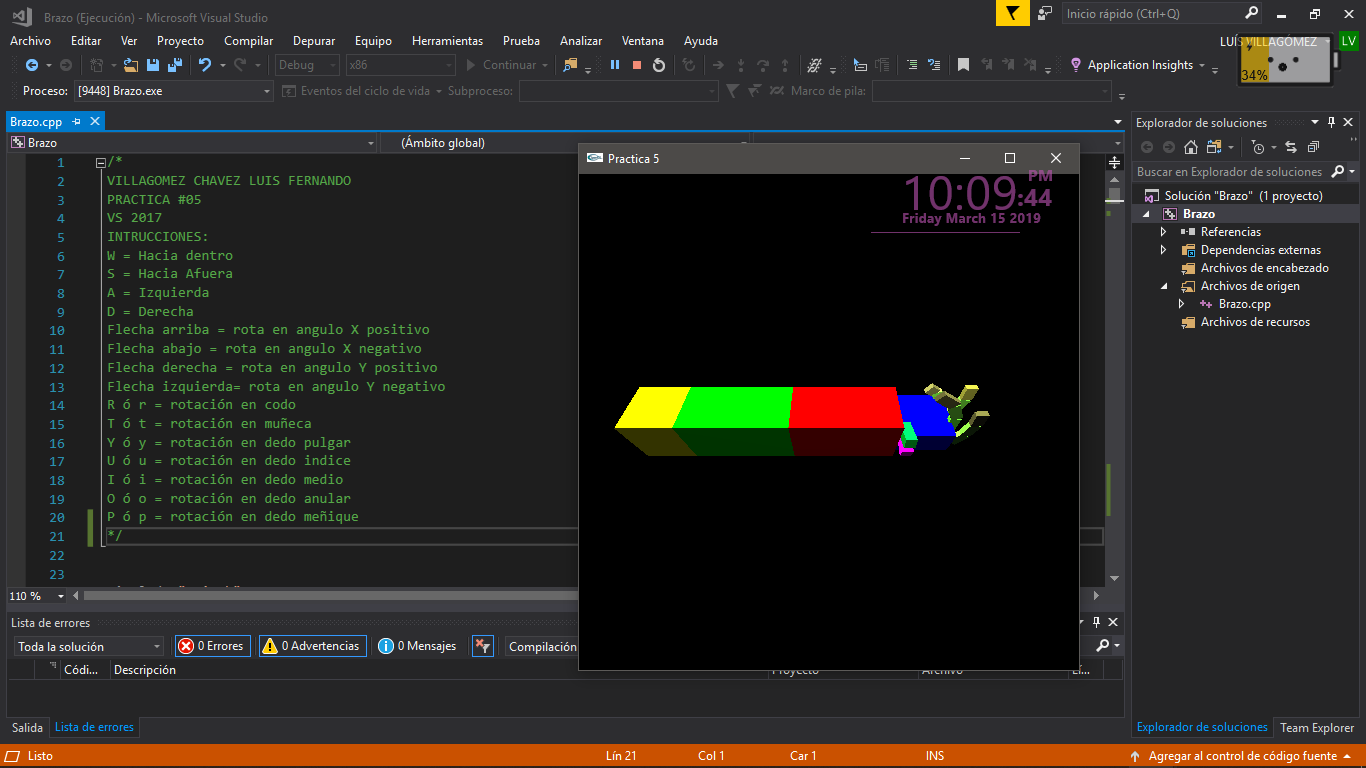 Brazo (Ejecución) - Microsoft Visual Studio
Inicio rápido (Ctrl+Q)
Archivo Editar Ver Proyecto Compilar Depurar Equipo Herramientas Prueba Analizar Ventana Ayuda
LUIS VILLAGÓMEZ LV
34%
Debug x86 Continuar Application Insights
Proceso: [9448] Brazo.exe Eventos del ciclo de vida Subproceso: Marco de pila:
Brazo.cpp
Brazo (Ámbito global)
1 /*
2 VILLAGOMEZ CHAVEZ LUIS FERNANDO
3 PRACTICA #05
4 VS 2017
5 INTRUCCIONES:
6 W = Hacia dentro
7 S = Hacia Afuera
8 A = Izquierda
9 D = Derecha
10 Flecha arriba = rota en angulo X positivo
11 Flecha abajo = rota en angulo X negativo
12 Flecha derecha = rota en angulo Y positivo
13 Flecha izquierda= rota en angulo Y negativo
14 R ó r = rotación en codo
15 T ó t = rotación en muñeca
16 Y ó y = rotación en dedo pulgar
17 U ó u = rotación en dedo indice
18 I ó i = rotación en dedo medio
19 O ó o = rotación en dedo anular
20 P ó p = rotación en dedo meñique
21 */
22
23
110 %
Practica 5
10:09:44 PM
Friday March 15 2019
Explorador de soluciones
Buscar en Explorador de soluciones
Solución "Brazo" (1 proyecto)
Brazo
Referencias
Dependencias externas
Archivos de encabezado
Archivos de origen
Brazo.cpp
Archivos de recursos
Lista de errores
Toda la solución 0 Errores 0 Advertencias 0 Mensajes Compilación
Códi... Descripción Proyecto Archivo
Salida Lista de errores
Explorador de soluciones Team Explorer
Listo Lín 21 Col 1 Car 1 INS Agregar al control de código fuente